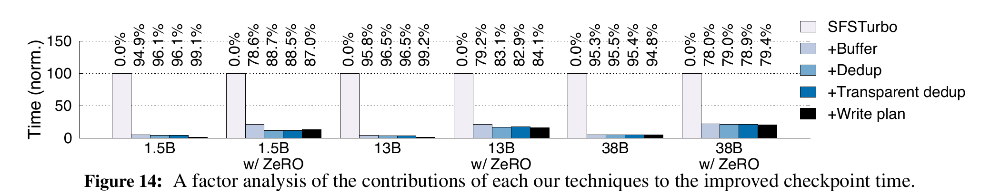 Time (norm.)
150
100
50
0
0.0% 94.9% 96.1% 96.1% 99.1%
0.0% 78.6% 88.7% 88.5% 87.0%
0.0% 95.8% 96.5% 96.5% 99.2%
0.0% 79.2% 83.1% 82.9% 84.1%
0.0% 95.3% 95.5% 95.4% 94.8%
0.0% 78.0% 79.0% 78.9% 79.4%
SFSTurbo
+Buffer
+Dedup
+Transparent dedup
+Write plan
1.5B
1.5B
w/ ZeRO
13B
13B
w/ ZeRO
38B
38B
w/ ZeRO
Figure 14: A factor analysis of the contributions of each our techniques to the improved checkpoint time.